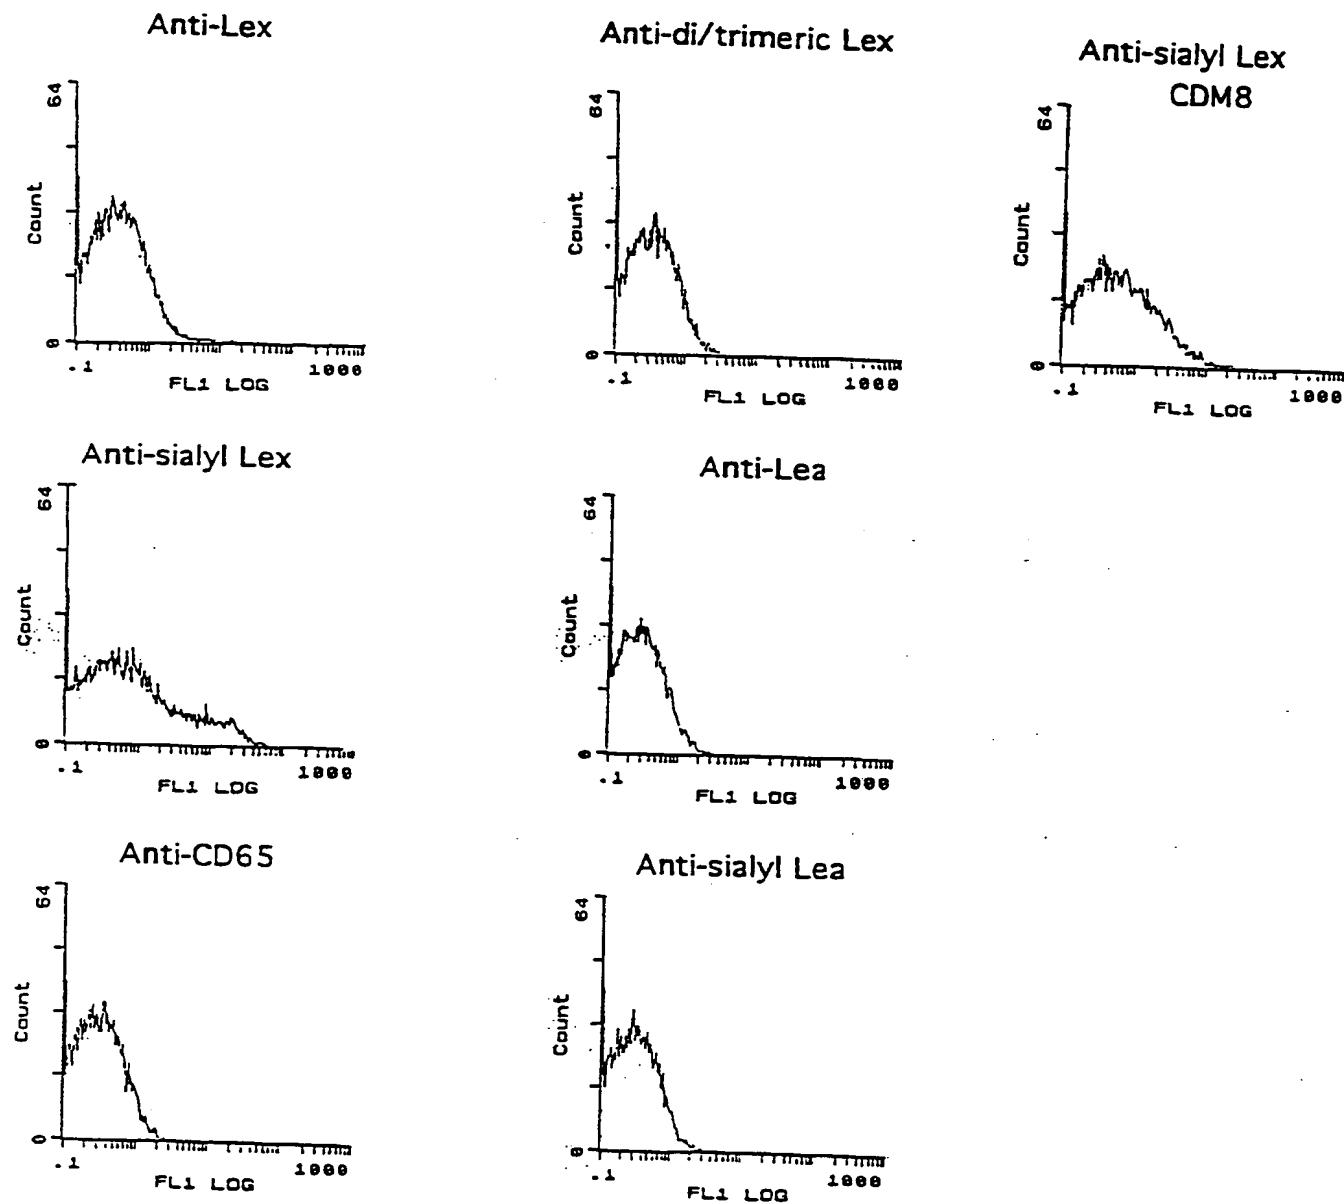 Anti-Lex
64
Count
0
.1
1000
FL1 LOG
Anti-di/trimeric Lex
64
Count
0
.1
1000
FL1 LOG
Anti-sialyl Lex
CDM8
64
Count
0
.1
1000
FL1 LOG
Anti-sialyl Lex
64
Count
0
.1
1000
FL1 LOG
Anti-Lea
64
Count
0
.1
1000
FL1 LOG
Anti-CD65
64
Count
0
.1
1000
FL1 LOG
Anti-sialyl Lea
64
Count
0
.1
1000
FL1 LOG